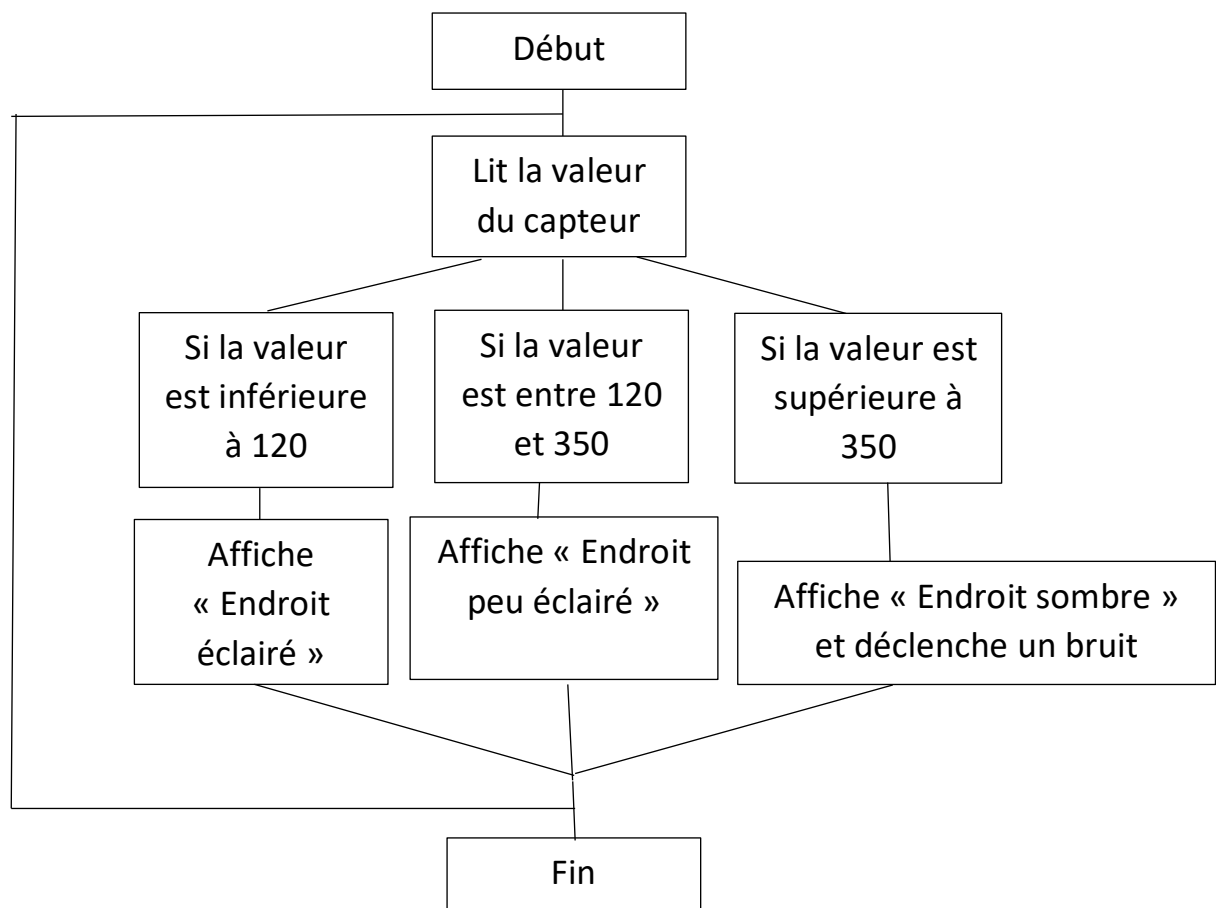 Début
Lit la valeur
du capteur
Si la valeur
est inférieure
à 120
Si la valeur
est entre 120
et 350
Si la valeur est
supérieure à
350
Affiche
« Endroit
éclairé »
Affiche « Endroit
peu éclairé »
Affiche « Endroit sombre »
et déclenche un bruit
Fin